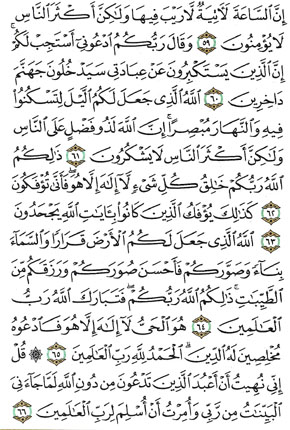 إِنَّ السَّاعَةَ لَآتِيَةٌ لَّا رَيْبَ فِيهَا وَلَٰكِنَّ أَكْثَرَ النَّاسِ
لَا يُؤْمِنُونَ ﴿٥٩﴾ وَقَالَ رَبُّكُمُ ادْعُونِي أَسْتَجِبْ لَكُمْ ۚ
إِنَّ الَّذِينَ يَسْتَكْبِرُونَ عَنْ عِبَادَتِي سَيَدْخُلُونَ جَهَنَّمَ
دَاخِرِينَ ﴿٦٠﴾ اللَّهُ الَّذِي جَعَلَ لَكُمُ اللَّيْلَ لِتَسْكُنُوا
فِيهِ وَالنَّهَارَ مُبْصِرًا ۚ إِنَّ اللَّهَ لَذُو فَضْلٍ عَلَى النَّاسِ
وَلَٰكِنَّ أَكْثَرَ النَّاسِ لَا يَشْكُرُونَ ﴿٦١﴾ ذَٰلِكُمُ
اللَّهُ رَبُّكُمْ خَالِقُ كُلِّ شَيْءٍ لَّا إِلَٰهَ إِلَّا هُوَ ۖ فَأَنَّىٰ تُؤْفَكُونَ
﴿٦٢﴾ كَذَٰلِكَ يُؤْفَكُ الَّذِينَ كَانُوا بِآيَاتِ اللَّهِ يَجْحَدُونَ
﴿٦٣﴾ اللَّهُ الَّذِي جَعَلَ لَكُمُ الْأَرْضَ قَرَارًا وَالسَّمَاءَ
بِنَاءً وَصَوَّرَكُمْ فَأَحْسَنَ صُوَرَكُمْ وَرَزَقَكُم مِّنَ
الطَّيِّبَاتِ ۚ ذَٰلِكُمُ اللَّهُ رَبُّكُمْ ۖ فَتَبَارَكَ اللَّهُ رَبُّ
الْعَالَمِينَ ﴿٦٤﴾ هُوَ الْحَيُّ لَا إِلَٰهَ إِلَّا هُوَ فَادْعُوهُ
مُخْلِصِينَ لَهُ الدِّينَ ۗ الْحَمْدُ لِلَّهِ رَبِّ الْعَالَمِينَ ﴿٦٥﴾ ۞ قُلْ
إِنِّي نُهِيتُ أَنْ أَعْبُدَ الَّذِينَ تَدْعُونَ مِن دُونِ اللَّهِ لَمَّا جَاءَنِيَ
الْبَيِّنَاتُ مِن رَّبِّي وَأُمِرْتُ أَنْ أُسْلِمَ لِرَبِّ الْعَالَمِينَ ﴿٦٦﴾